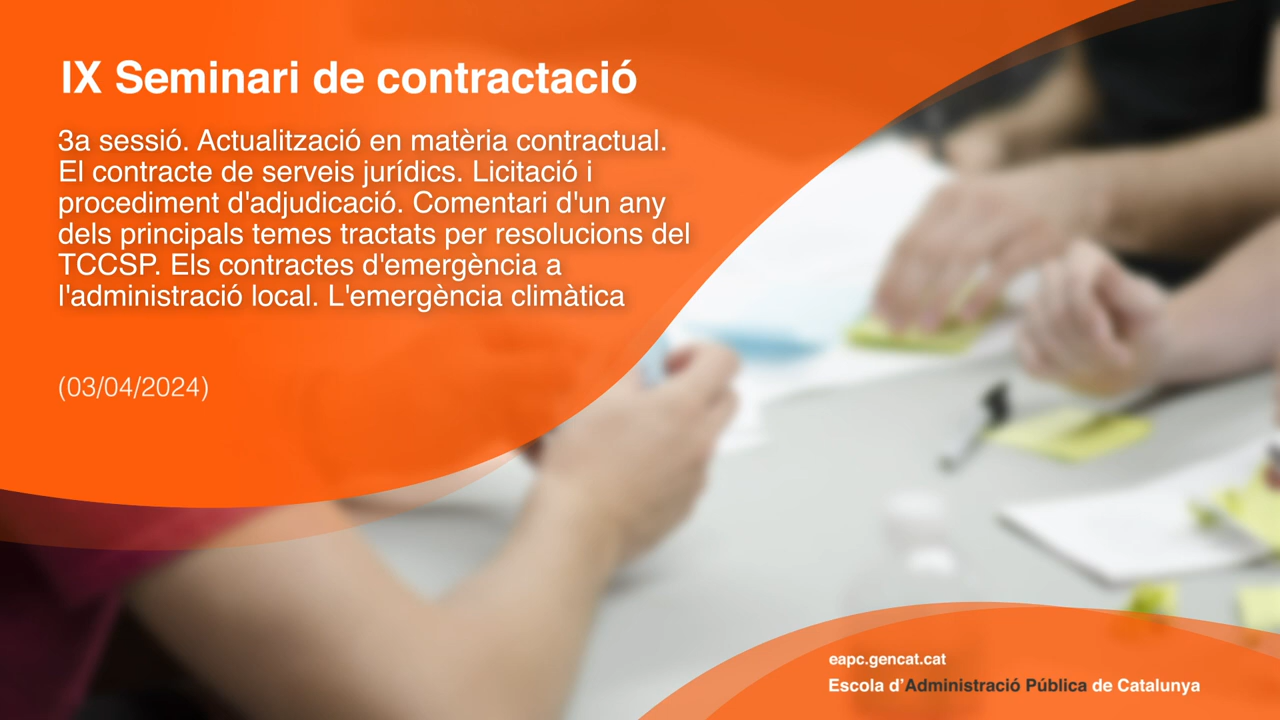 IX Seminari de contractació
3a sessió. Actualització en matèria contractual.
El contracte de serveis jurídics. Licitació i
procediment d'adjudicació. Comentari d'un any
dels principals temes tractats per resolucions del
TCCSP. Els contractes d'emergència a
l'administració local. L'emergència climàtica
(03/04/2024)
eapc.gencat.cat
Escola d’Administració Pública de Catalunya